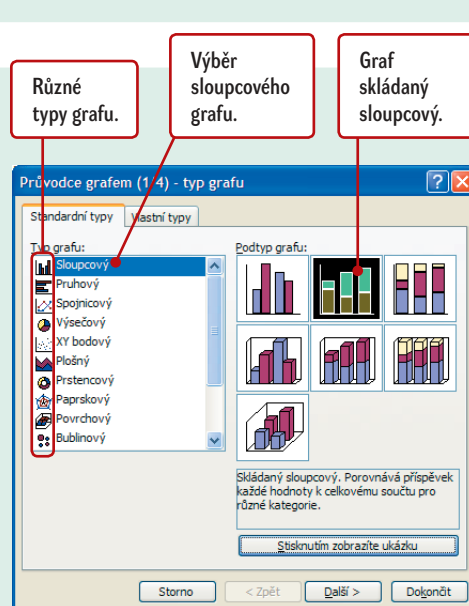 Různé
typy grafu.
Výběr
sloupcového
grafu.
Graf
skládaný
sloupcový.
Průvodce grafem (1/4) - typ grafu
Standardní typy
Vlastní typy
Typ grafu:
Sloupcový
Pruhový
Spojnicový
Výsečový
XY bodový
Plošný
Prstencový
Paprskový
Povrchový
Bublinový
Podtyp grafu:
Skládaný sloupcový. Porovnává příspěvek
každé hodnoty k celkovému součtu pro
různé kategorie.
Stisknutím zobrazíte ukázku
Storno
< Zpět
Další >
Dokončit